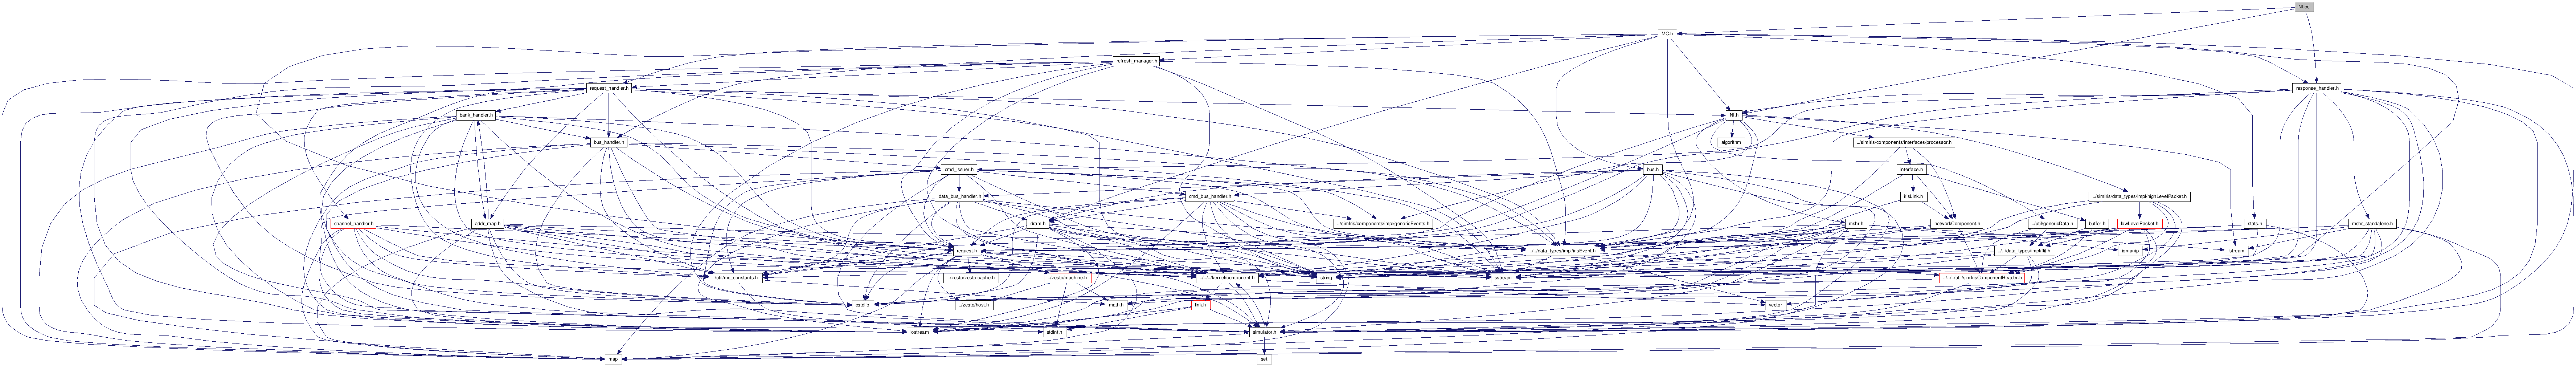 NI.cc
MC.h
refresh_manager.h
request_handler.h
response_handler.h
bank_handler.h
NI.h
bus_handler.h
algorithm
../simIris/components/interfaces/processor.h
cmd_issuer.h
bus.h
interface.h
data_bus_handler.h
cmd_bus_handler.h
irisLink.h
../simIris/data_types/impl/highLevelPacket.h
channel_handler.h
addr_map.h
dram.h
../simIris/components/impl/genericEvents.h
mshr.h
networkComponent.h
../util/genericData.h
buffer.h
lowLevelPacket.h
stats.h
mshr_standalone.h
request.h
../../data_types/impl/irisEvent.h
../../data_types/impl/flit.h
iomanip
fstream
../util/mc_constants.h
../zesto/zesto-cache.h
../zesto/machine.h
../../../kernel/component.h
string
sstream
../../../util/simIrisComponentHeader.h
cstdlib
../zesto/host.h
math.h
link.h
vector
iostream
stdint.h
simulator.h
map
set